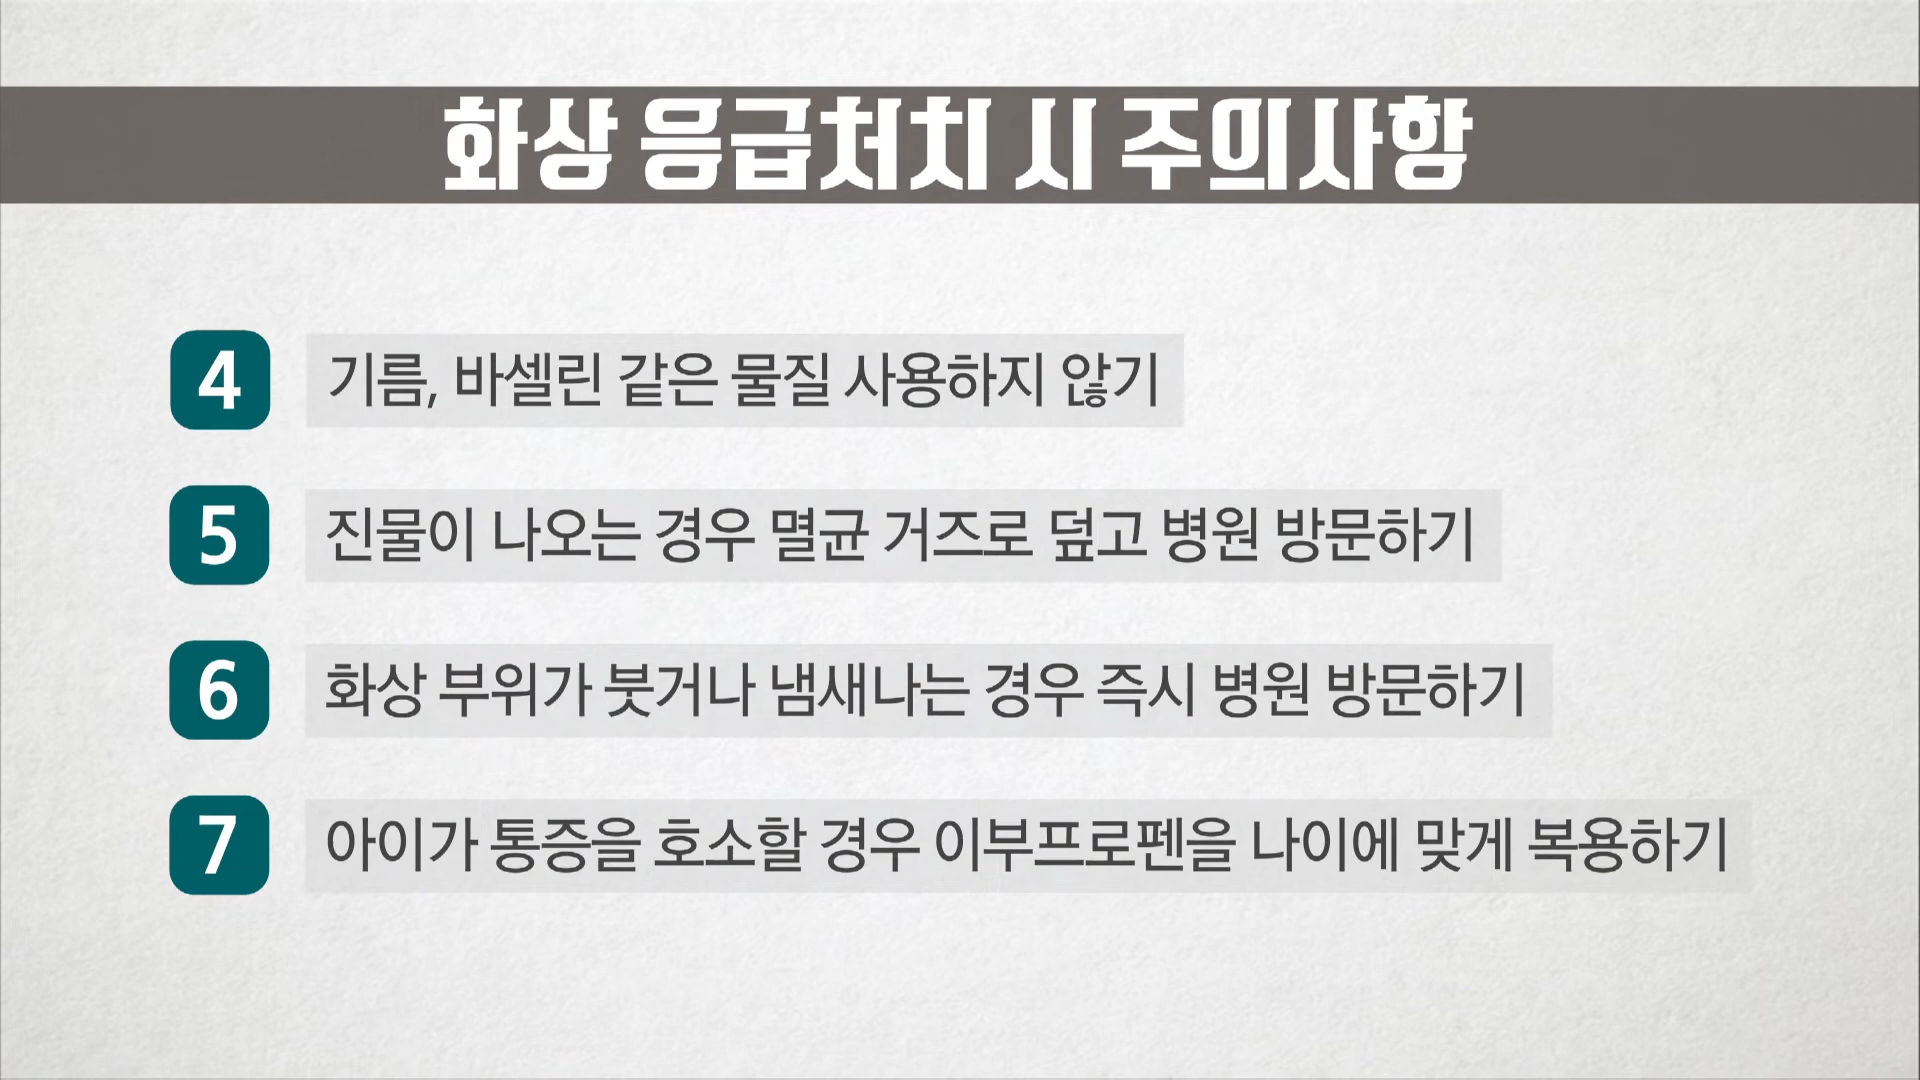 화상 응급처치 시 주의사항
4 기름, 바셀린 같은 물질 사용하지 않기
5 진물이 나오는 경우 멸균 거즈로 덮고 병원 방문하기
6 화상 부위가 붓거나 냄새나는 경우 즉시 병원 방문하기
7 아이가 통증을 호소할 경우 이부프로펜을 나이에 맞게 복용하기